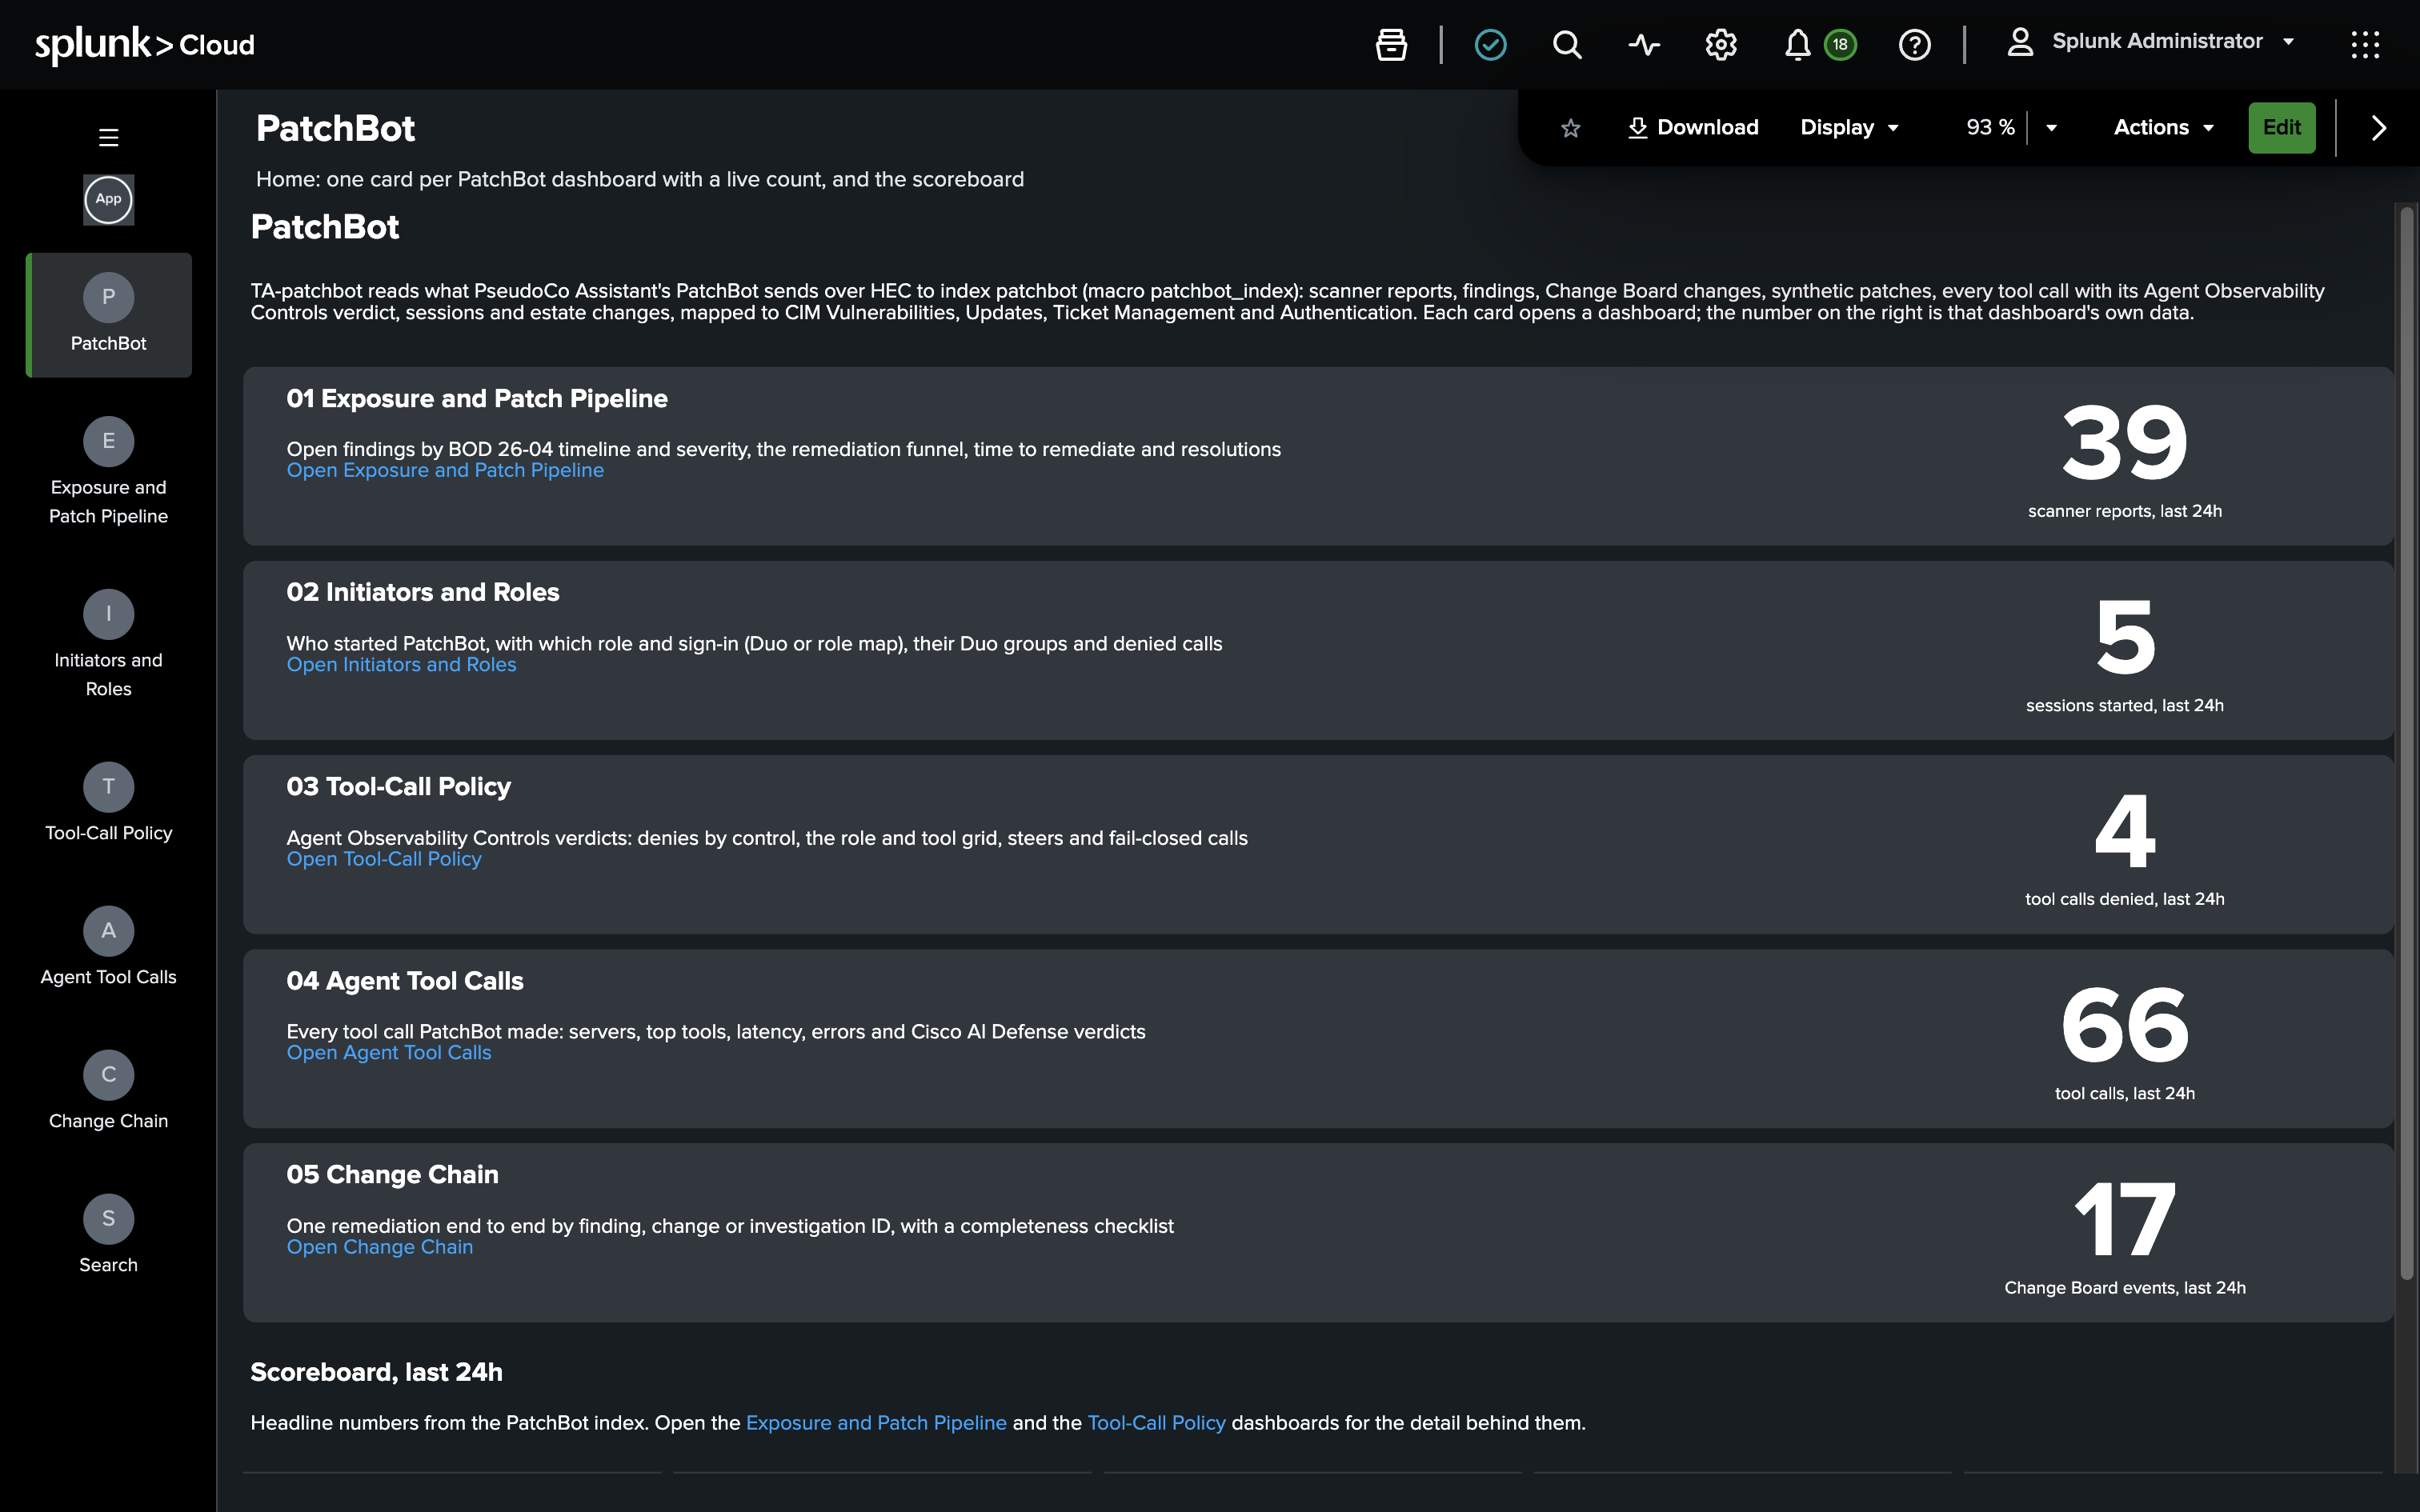 splunk>Cloud
18
Splunk Administrator
App
P
PatchBot
E
Exposure and
Patch Pipeline
I
Initiators and
Roles
T
Tool-Call Policy
A
Agent Tool Calls
C
Change Chain
S
Search
PatchBot
Download
Display
93 %
Actions
Edit
Home: one card per PatchBot dashboard with a live count, and the scoreboard
PatchBot
TA-patchbot reads what PseudoCo Assistant's PatchBot sends over HEC to index patchbot (macro patchbot_index): scanner reports, findings, Change Board changes, synthetic patches, every tool call with its Agent Observability
Controls verdict, sessions and estate changes, mapped to CIM Vulnerabilities, Updates, Ticket Management and Authentication. Each card opens a dashboard; the number on the right is that dashboard's own data.
01 Exposure and Patch Pipeline
Open findings by BOD 26-04 timeline and severity, the remediation funnel, time to remediate and resolutions
Open Exposure and Patch Pipeline
39
scanner reports, last 24h
02 Initiators and Roles
Who started PatchBot, with which role and sign-in (Duo or role map), their Duo groups and denied calls
Open Initiators and Roles
5
sessions started, last 24h
03 Tool-Call Policy
Agent Observability Controls verdicts: denies by control, the role and tool grid, steers and fail-closed calls
Open Tool-Call Policy
4
tool calls denied, last 24h
04 Agent Tool Calls
Every tool call PatchBot made: servers, top tools, latency, errors and Cisco AI Defense verdicts
Open Agent Tool Calls
66
tool calls, last 24h
05 Change Chain
One remediation end to end by finding, change or investigation ID, with a completeness checklist
Open Change Chain
17
Change Board events, last 24h
Scoreboard, last 24h
Headline numbers from the PatchBot index. Open the Exposure and Patch Pipeline and the Tool-Call Policy dashboards for the detail behind them.